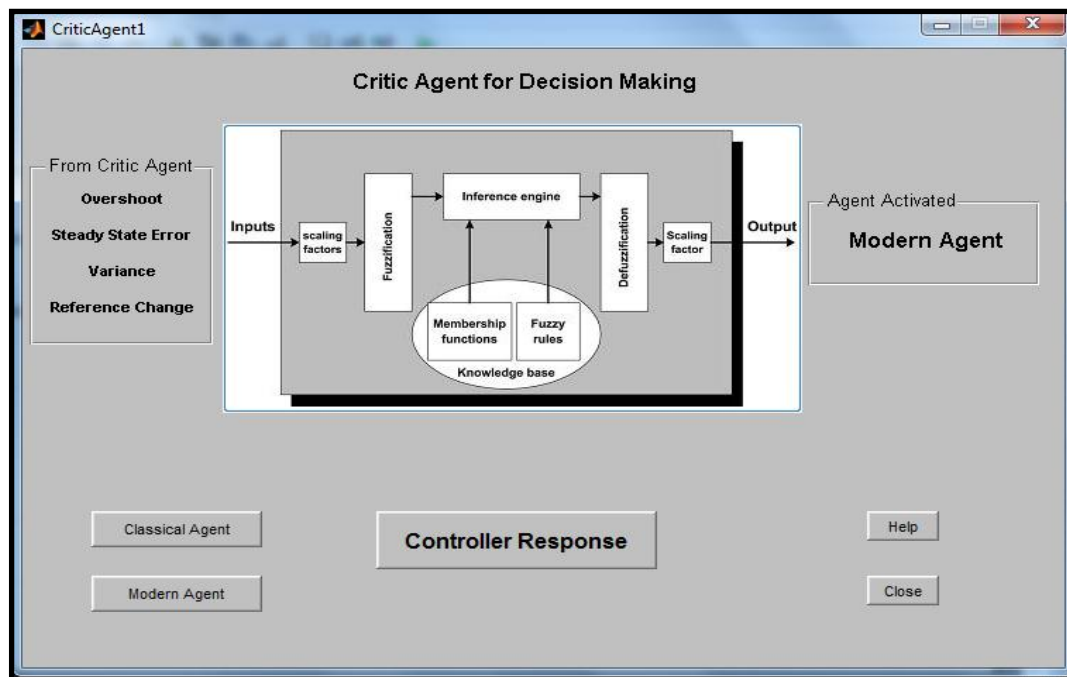 CriticAgent1
Critic Agent for Decision Making
From Critic Agent
Overshoot
Steady State Error
Variance
Reference Change
Inputs
scaling
factors
Fuzzification
Inference engine
Membership
functions
Fuzzy
rules
Knowledge base
Defuzzification
Scaling
factor
Output
Agent Activated
Modern Agent
Classical Agent
Modern Agent
Controller Response
Help
Close